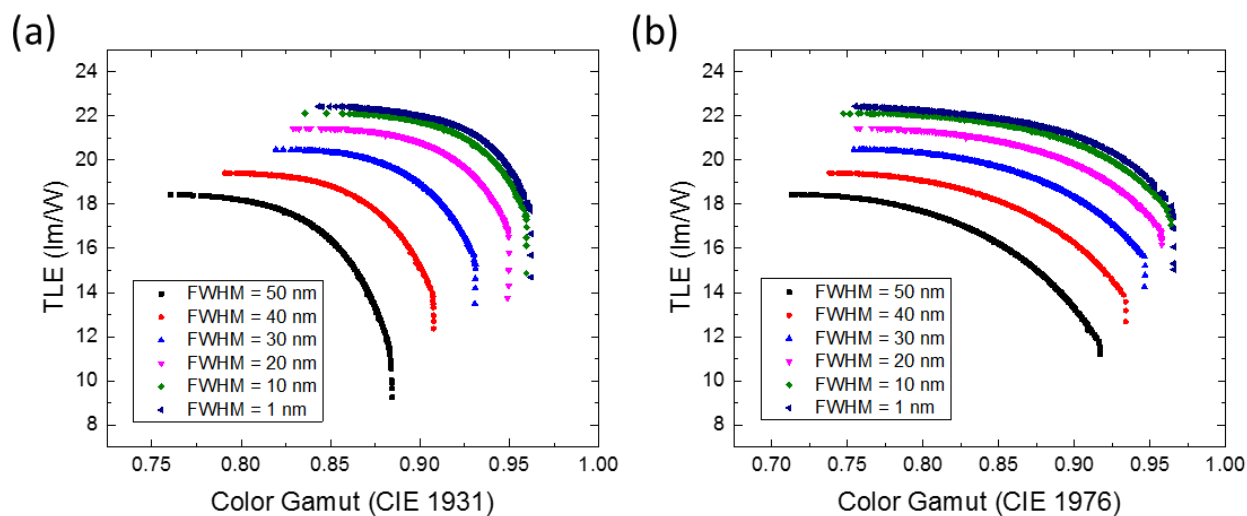 (a)
TLE (lm/W)
24
22
20
18
16
14
12
10
8
FWHM = 50 nm
FWHM = 40 nm
FWHM = 30 nm
FWHM = 20 nm
FWHM = 10 nm
FWHM = 1 nm
0.75 0.80 0.85 0.90 0.95 1.00
Color Gamut (CIE 1931)
(b)
TLE (lm/W)
24
22
20
18
16
14
12
10
8
FWHM = 50 nm
FWHM = 40 nm
FWHM = 30 nm
FWHM = 20 nm
FWHM = 10 nm
FWHM = 1 nm
0.70 0.75 0.80 0.85 0.90 0.95 1.00
Color Gamut (CIE 1976)